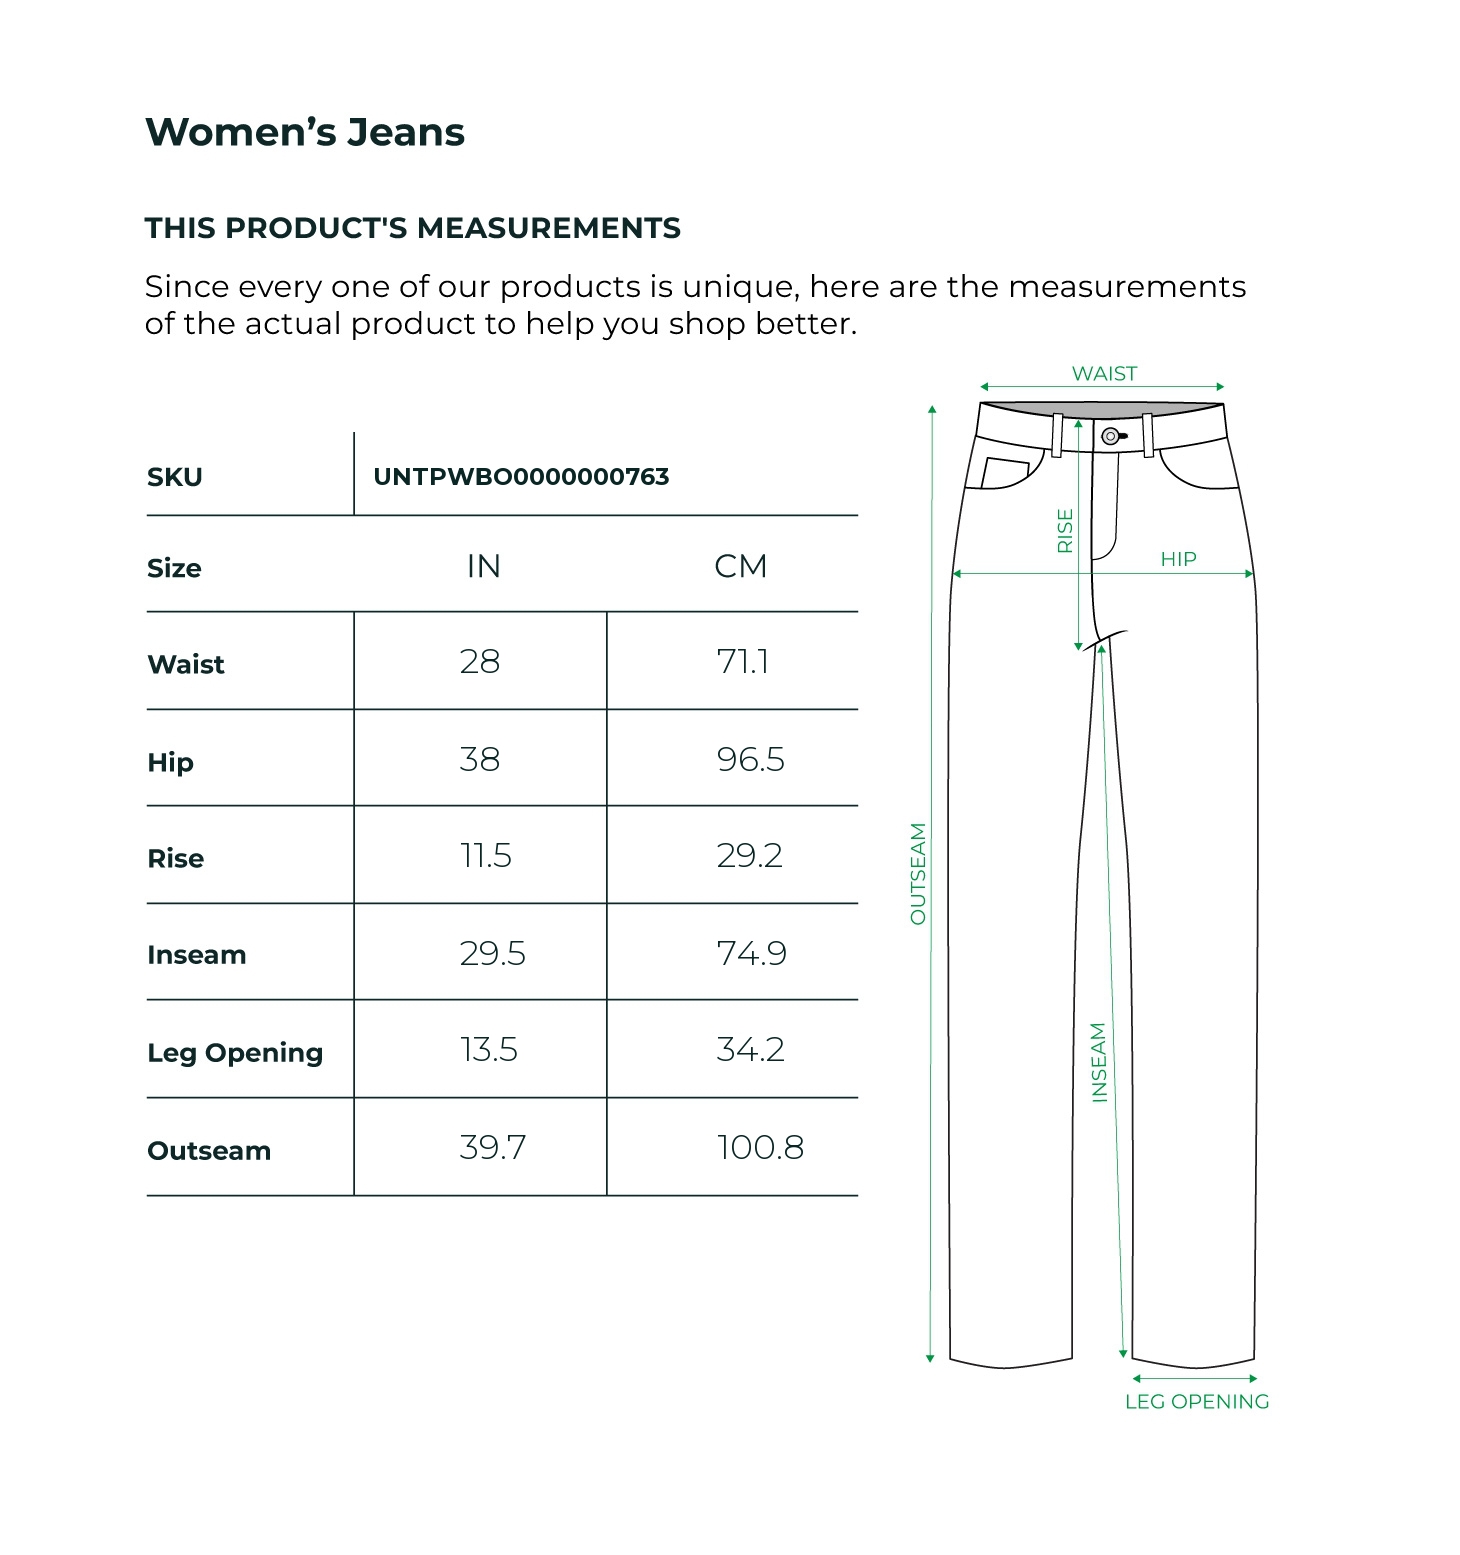 Women’s Jeans
THIS PRODUCT'S MEASUREMENTS
Since every one of our products is unique, here are the measurements
of the actual product to help you shop better.
SKU UNTPWBO0000000763
Size IN CM
Waist 28 71.1
Hip 38 96.5
Rise 11.5 29.2
Inseam 29.5 74.9
Leg Opening 13.5 34.2
Outseam 39.7 100.8
WAIST
RISE
HIP
OUTSEAM
INSEAM
LEG OPENING